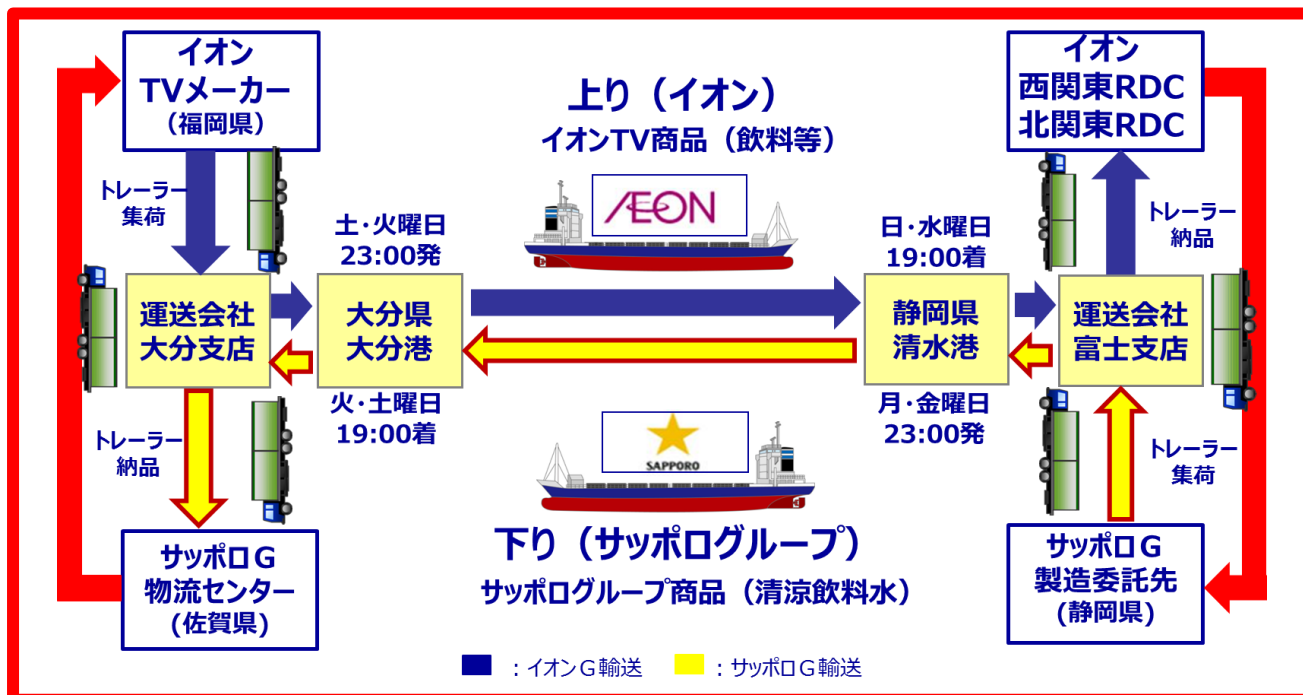 イオン
TVメーカー
(福岡県)
トレーラー
集荷
運送会社
大分支店
トレーラー
納品
サッポロG
物流センター
(佐賀県)
土・火曜日
23:00発
大分県
大分港
火・土曜日
19:00着
上り（イオン）
イオンTV商品（飲料等）
ÆON
SAPPORO
下り（サッポログループ）
サッポログループ商品（清涼飲料水）
日・水曜日
19:00着
静岡県
清水港
月・金曜日
23:00発
イオン
西関東RDC
北関東RDC
トレーラー
納品
運送会社
富士支店
トレーラー
集荷
サッポロG
製造委託先
(静岡県)
：イオンG輸送
：サッポロG輸送